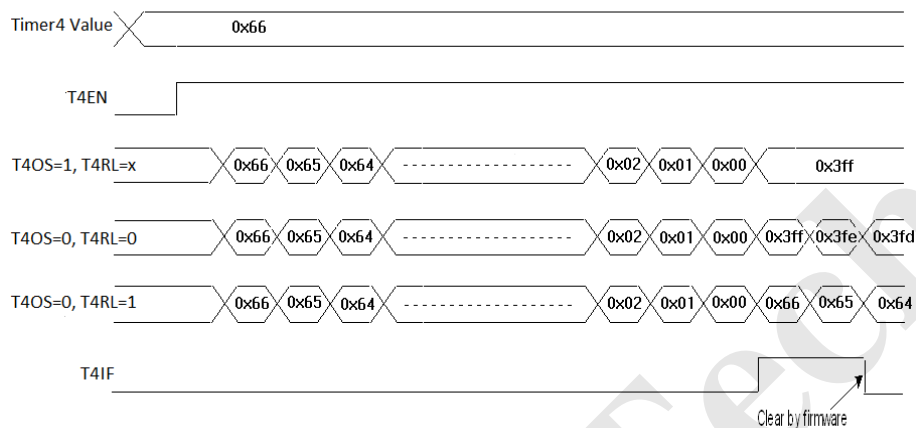 Timer4 Value 0x66
T4EN
T4OS=1, T4RL=x 0x66 0x65 0x64 0x02 0x01 0x00 0x3ff
T4OS=0, T4RL=0 0x66 0x65 0x64 0x02 0x01 0x00 0x3ff 0x3fe 0x3fd
T4OS=0, T4RL=1 0x66 0x65 0x64 0x02 0x01 0x00 0x66 0x65 0x64
T4IF
Clear by firmware
Tech